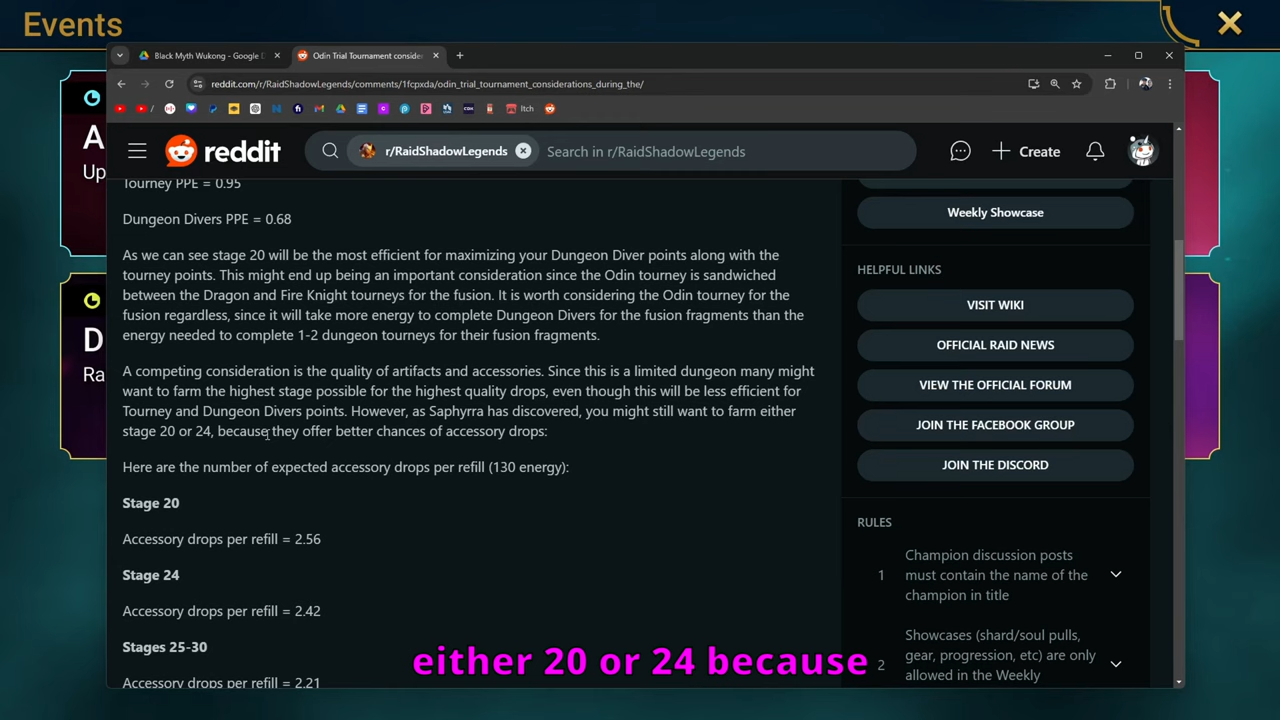 Events
Black Myth Wukong - Google D
Odin Trial Tournament consider
reddit.com/r/RaidShadowLegends/comments/1fcpxda/odin_trial_tournament_considerations_during_the/
Itch
A
Up
D
Ra
reddit
r/RaidShadowLegends
Search in r/RaidShadowLegends
Create
Tourney PPE = 0.95
Dungeon Divers PPE = 0.68
As we can see stage 20 will be the most efficient for maximizing your Dungeon Diver points along with the
tourney points. This might end up being an important consideration since the Odin tourney is sandwiched
between the Dragon and Fire Knight tourneys for the fusion. It is worth considering the Odin tourney for the
fusion regardless, since it will take more energy to complete Dungeon Divers for the fusion fragments than the
energy needed to complete 1-2 dungeon tourneys for their fusion fragments.
A competing consideration is the quality of artifacts and accessories. Since this is a limited dungeon many might
want to farm the highest stage possible for the highest quality drops, even though this will be less efficient for
Tourney and Dungeon Divers points. However, as Saphyrra has discovered, you might still want to farm either
stage 20 or 24, because they offer better chances of accessory drops:
Here are the number of expected accessory drops per refill (130 energy):
Stage 20
Accessory drops per refill = 2.56
Stage 24
Accessory drops per refill = 2.42
Stages 25-30
Accessory drops per refill = 2.21
Weekly Showcase
HELPFUL LINKS
VISIT WIKI
OFFICIAL RAID NEWS
VIEW THE OFFICIAL FORUM
JOIN THE FACEBOOK GROUP
JOIN THE DISCORD
RULES
1
Champion discussion posts
must contain the name of the
champion in title
2
Showcases (shard/soul pulls,
gear, progression, etc) are only
allowed in the Weekly
either 20 or 24 because